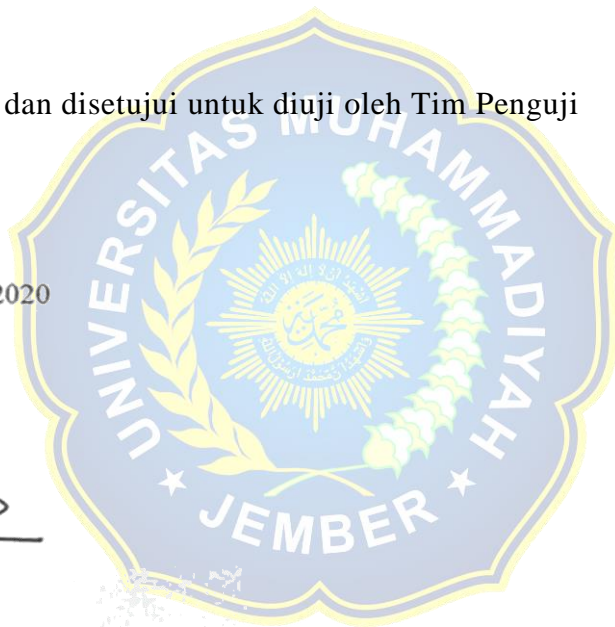 dan disetujui untuk diuji oleh Tim Penguji
UNIVERSITAS MUHAMMADIYAH
2020
JEMBER